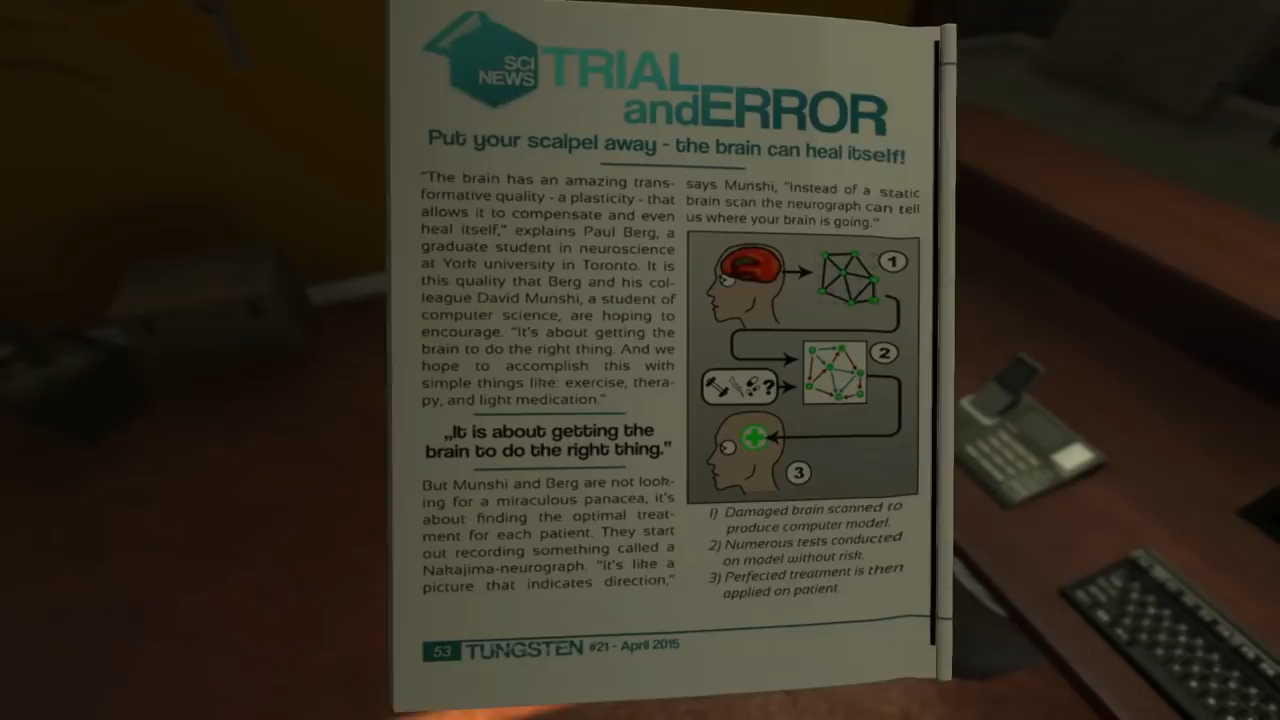 SCI
NEWS
TRIAL
andERROR
Put your scalpel away - the brain can heal itself!
"The brain has an amazing trans-
formative quality - a plasticity - that
allows it to compensate and even
heal itself," explains Paul Berg, a
graduate student in neuroscience
at York university in Toronto. It is
this quality that Berg and his col-
league David Munshi, a student of
computer science, are hoping to
encourage. "It's about getting the
brain to do the right thing. And we
hope to accomplish this with
simple things like: exercise, thera-
py, and light medication."
„It is about getting the
brain to do the right thing."
But Munshi and Berg are not look-
ing for a miraculous panacea, it's
about finding the optimal treat-
ment for each patient. They start
out recording something called a
Nakajima-neurograph. "It's like a
picture that indicates direction,"
says Munshi, "Instead of a static
brain scan the neurograph can tell
us where your brain is going."
1
2
?
3
1) Damaged brain scanned to
produce computer model.
2) Numerous tests conducted
on model without risk.
3) Perfected treatment is then
applied on patient.
53 TUNGSTEN #21 - April 2015